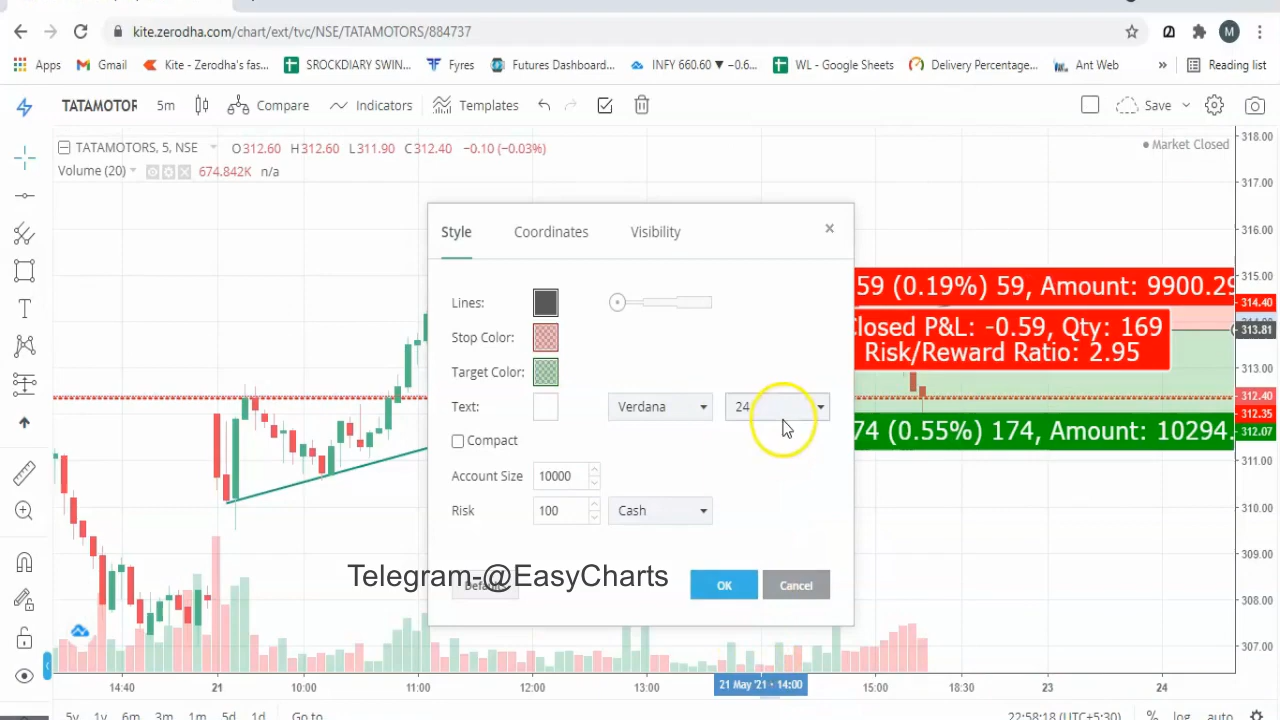 kite.zerodha.com/chart/ext/tvc/NSE/TATAMOTORS/884737
M
Apps Gmail Kite - Zerodha's fas... SROCKDIARY SWIN... Fyres Futures Dashboard... INFY 660.60 ▼ −0.6... WL - Google Sheets Delivery Percentage... Ant Web » Reading list
TATAMOTOR 5m Compare Indicators Templates Save
318.00
TATAMOTORS, 5, NSE O312.60 H312.60 L311.90 C312.40 −0.10 (−0.03%) Market Closed
Volume (20) 674.842K n/a
317.00
Style Coordinates Visibility
316.00
315.00
59 (0.19%) 59, Amount: 9900.29
Lines:
314.40
Closed P&L: -0.59, Qty: 169
313.81
Stop Color:
Risk/Reward Ratio: 2.95
Target Color:
313.00
312.40
Text: Verdana 24
312.35
74 (0.55%) 174, Amount: 10294.
312.07
Compact
311.00
Account Size 10000
310.00
Risk 100 Cash
309.00
Telegram-@EasyCharts
OK Cancel
308.00
307.00
14:40 21 10:00 11:00 12:00 13:00 21 May '21 - 14:00 15:00 18:30 23 24
5y 1y 6m 3m 1m 5d 1d Go to... 22:58:18 (UTC+5:30) % log auto